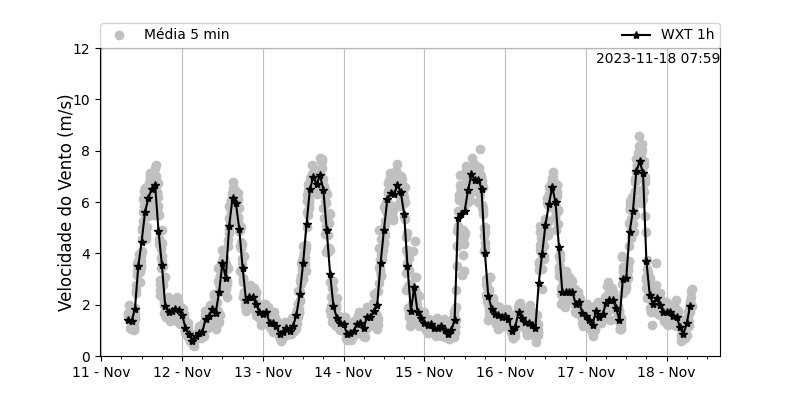 Média 5 min
WXT 1h
2023-11-18 07:59
Velocidade do Vento (m/s)
12
10
8
6
4
2
0
11 - Nov
12 - Nov
13 - Nov
14 - Nov
15 - Nov
16 - Nov
17 - Nov
18 - Nov